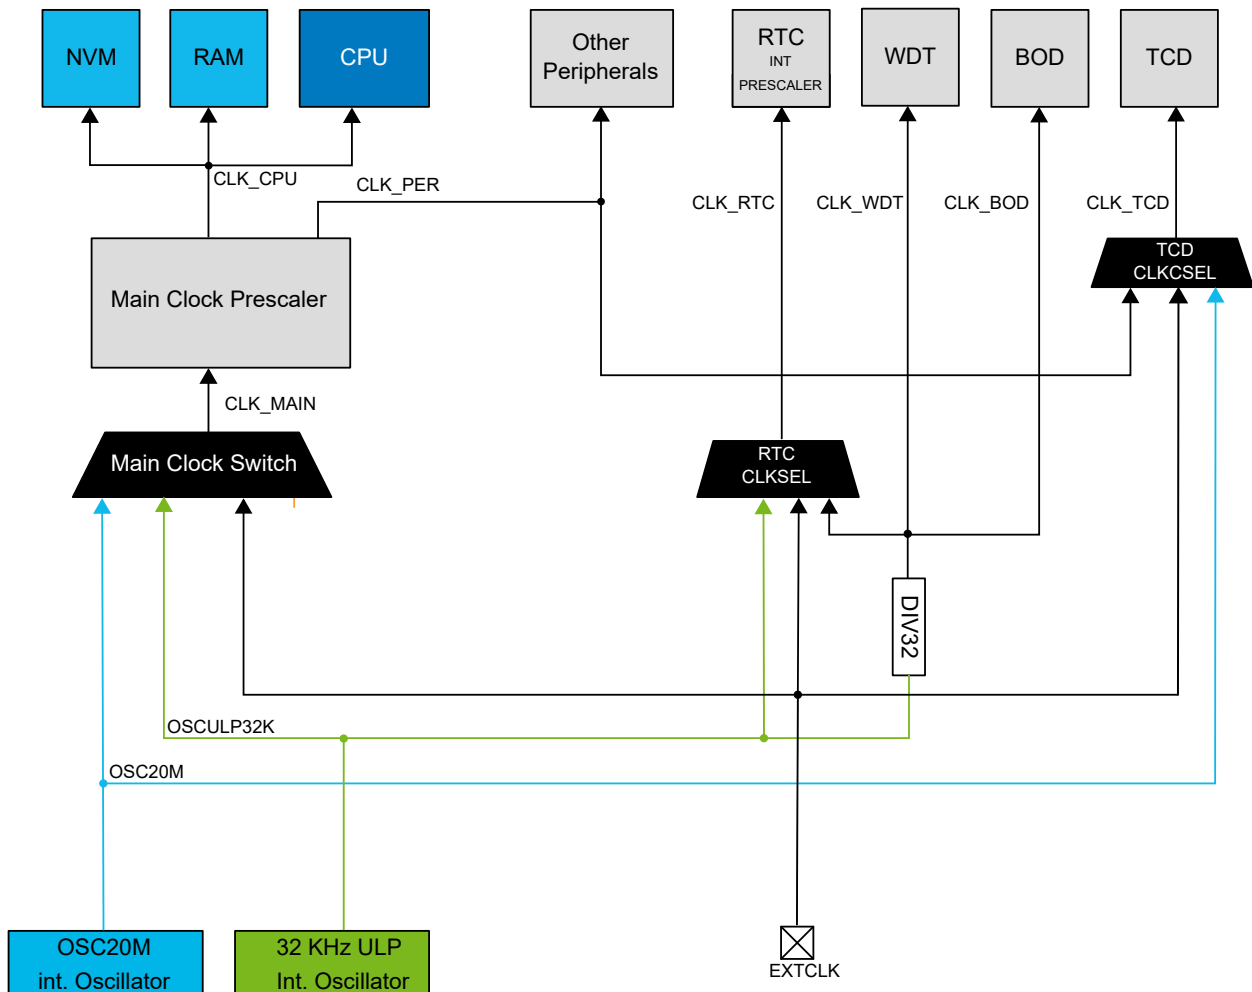 NVM
RAM
CPU
Other
Peripherals
RTC
INT
PRESCALER
WDT
BOD
TCD
CLK_CPU
CLK_PER
CLK_RTC
CLK_WDT
CLK_BOD
CLK_TCD
TCD
CLKCSEL
Main Clock Prescaler
CLK_MAIN
Main Clock Switch
RTC
CLKSEL
DIV32
OSCULP32K
OSC20M
OSC20M
int. Oscillator
32 KHz ULP
Int. Oscillator
EXTCLK